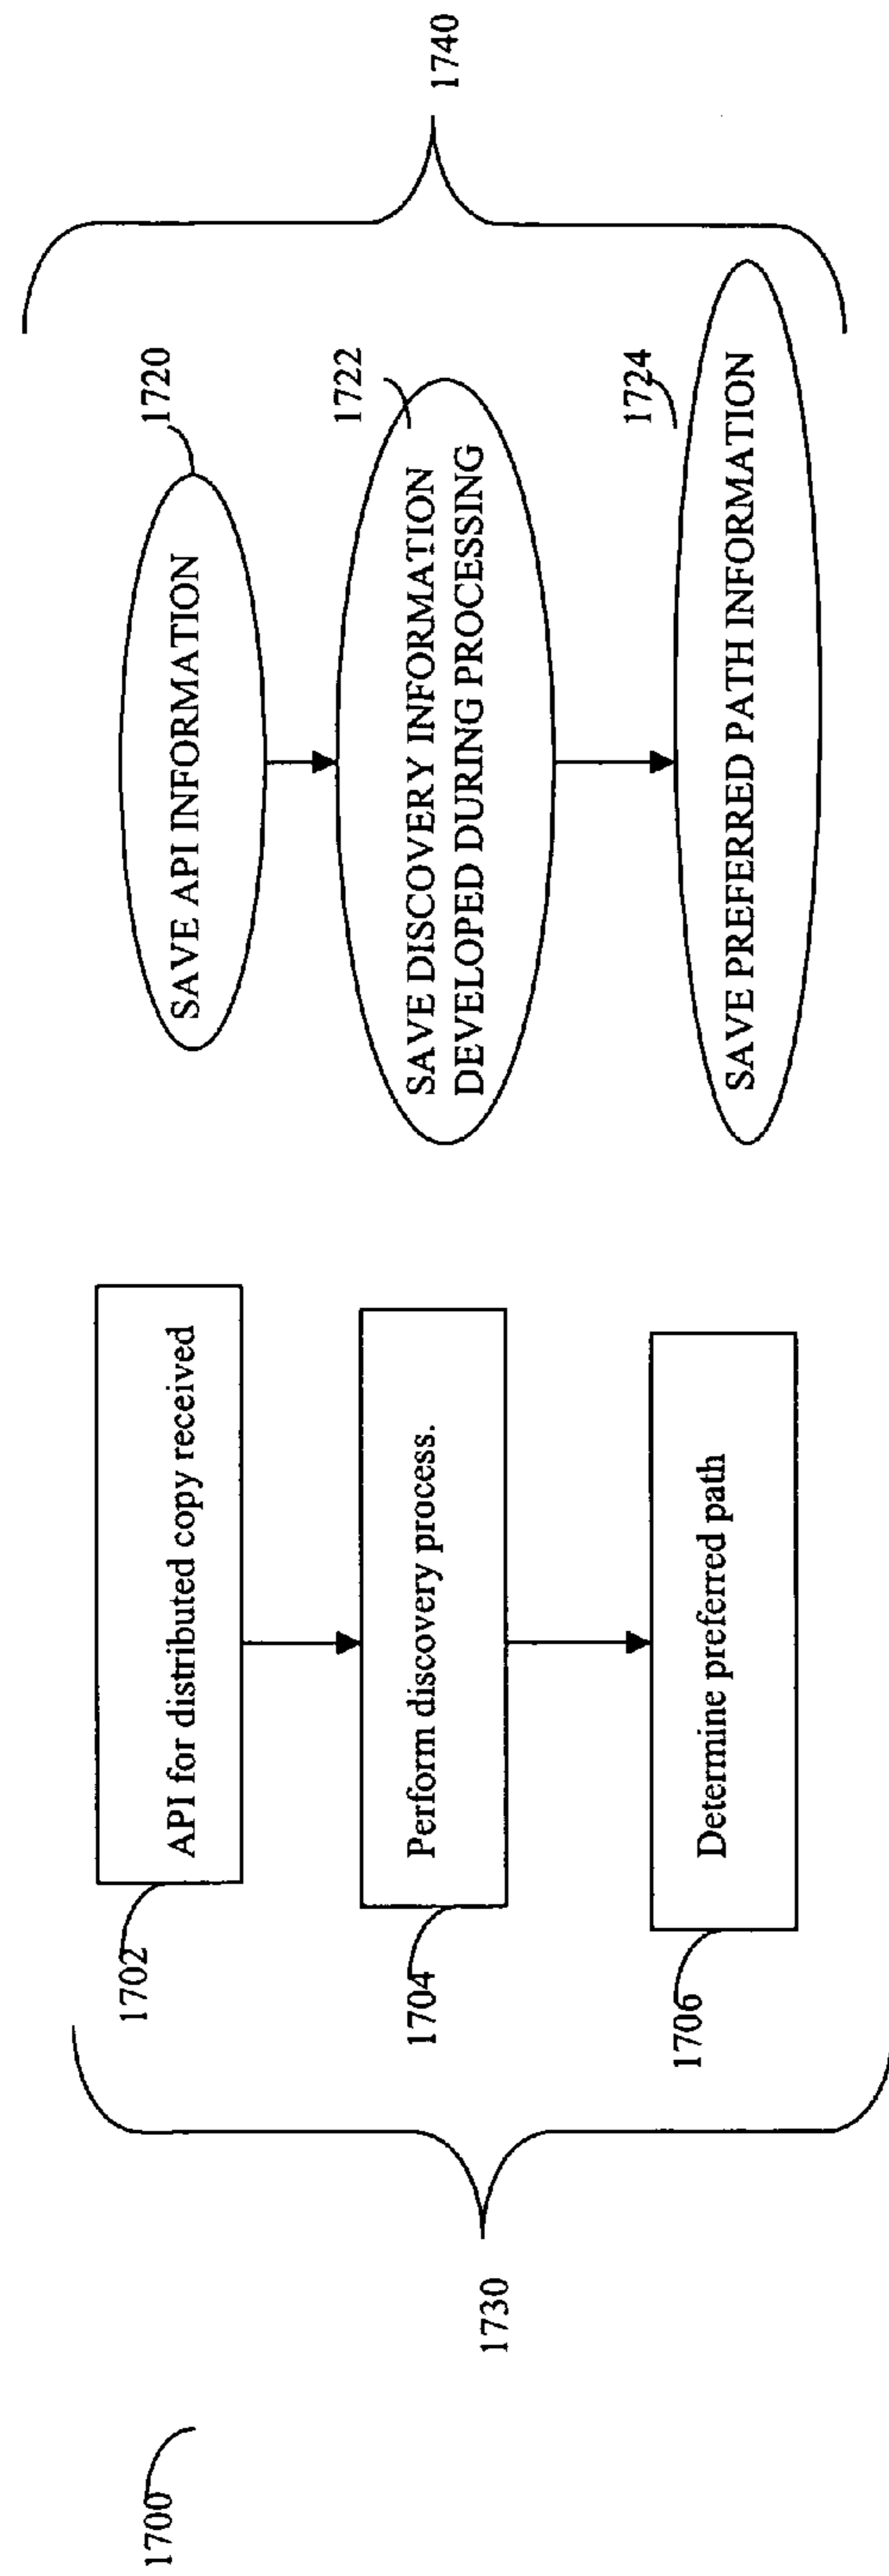 1700
1730
1702
API for distributed copy received
1704
Perform discovery process.
1706
Determine preferred path
1720
SAVE API INFORMATION
1722
SAVE DISCOVERY INFORMATION
DEVELOPED DURING PROCESSING
1724
SAVE PREFERRED PATH INFORMATION
1740